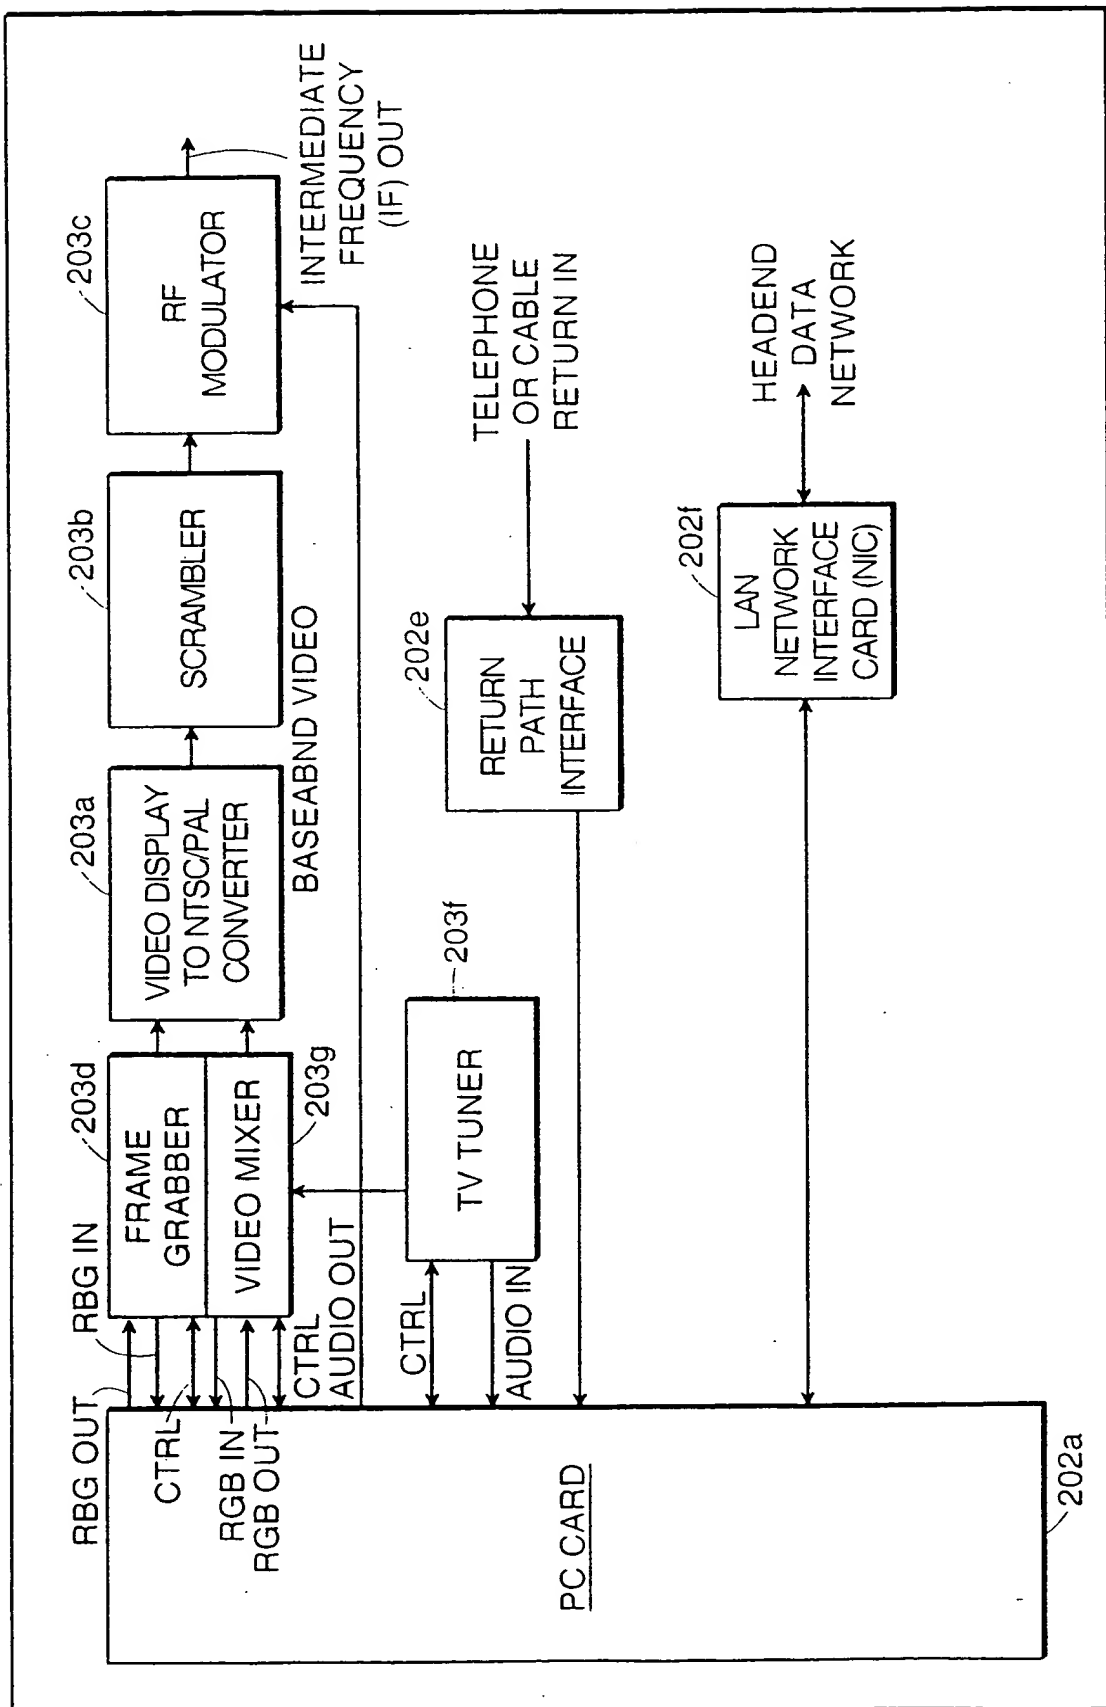 RBG OUT
RBG IN
CTRL
RGB IN
RGB OUT
CTRL
AUDIO OUT
203d
FRAME
GRABBER
VIDEO MIXER
203g
203a
VIDEO DISPLAY
TO NTSC/PAL
CONVERTER
BASEABND VIDEO
203b
SCRAMBLER
203c
RF
MODULATOR
INTERMEDIATE
FREQUENCY
(IF) OUT
CTRL
AUDIO IN
TV TUNER
203f
202e
RETURN
PATH
INTERFACE
TELEPHONE
OR CABLE
RETURN IN
202f
LAN
NETWORK
INTERFACE
CARD (NIC)
HEADEND
DATA
NETWORK
PC CARD
202a